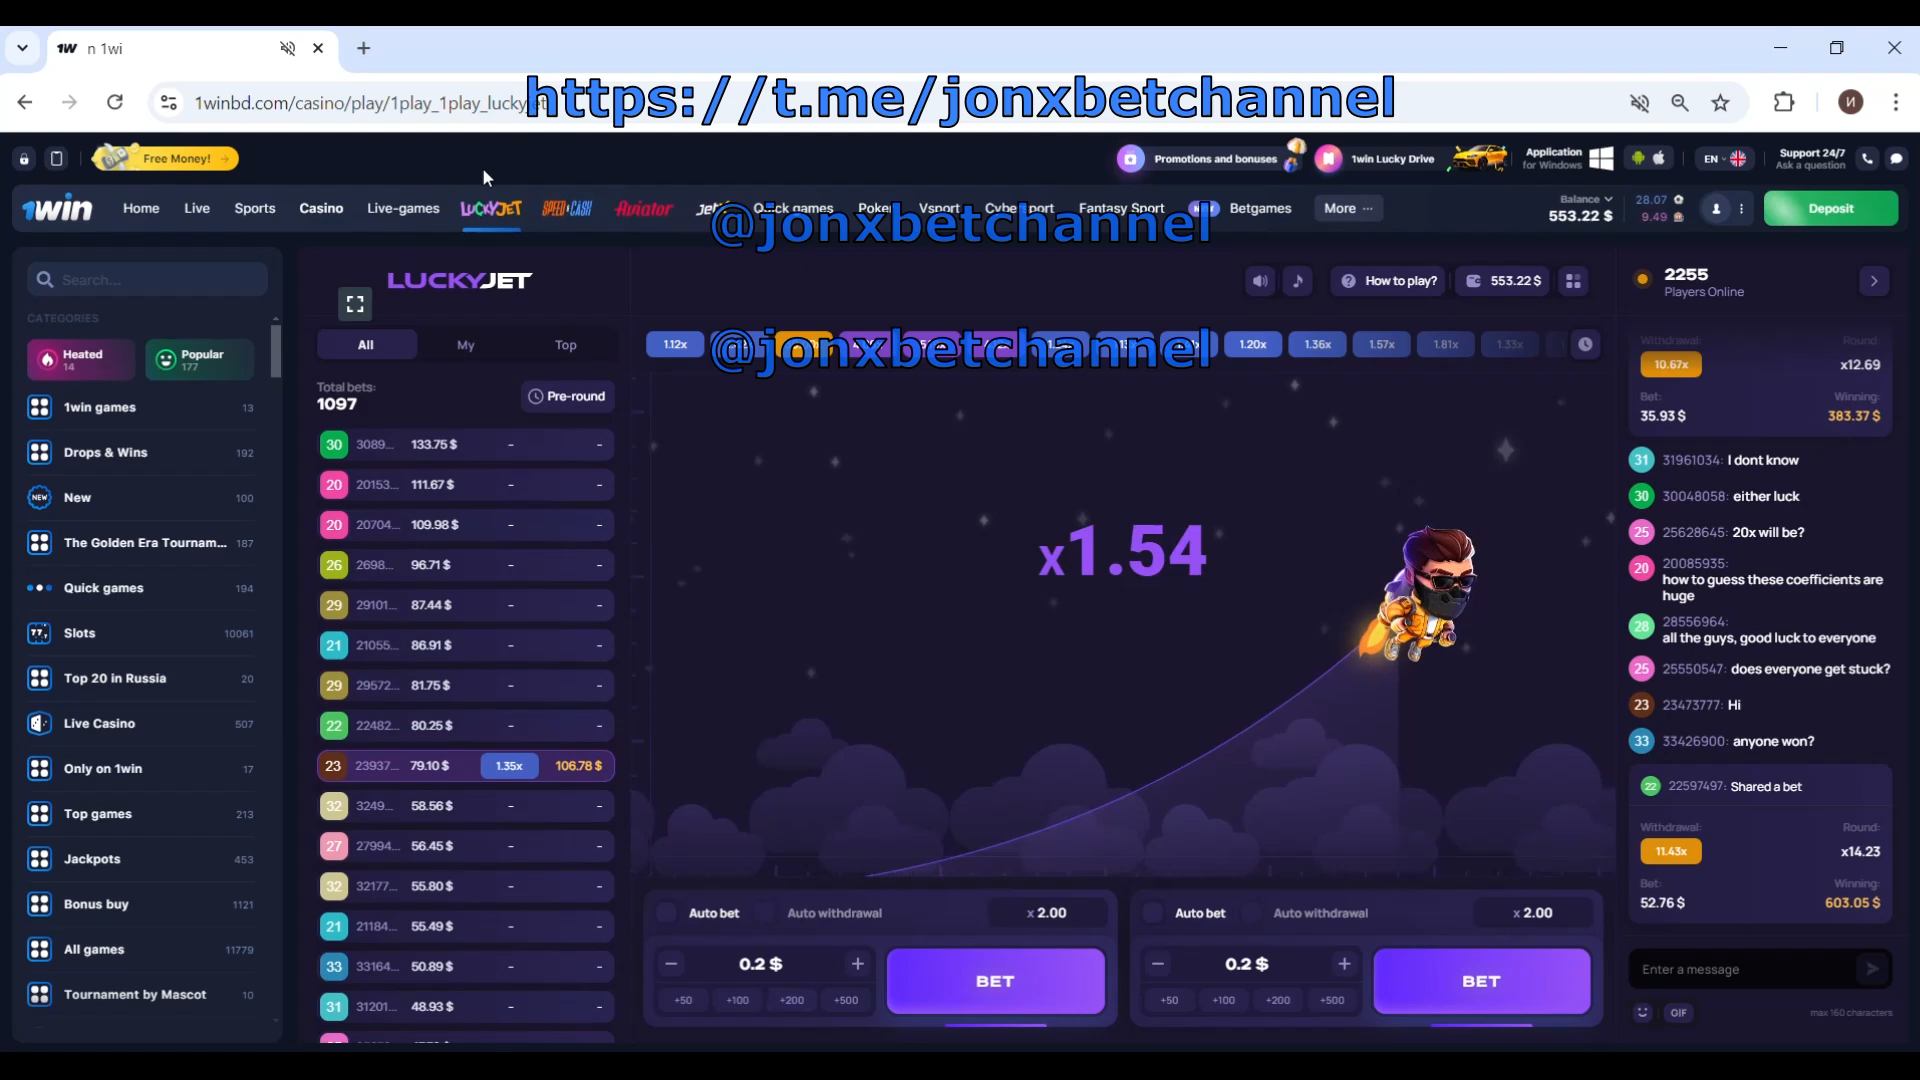 n 1wi
1winbd.com/casino/play/1play_1play_luckyjet
https://t.me/jonxbetchannel
И
Free Money!
Promotions and bonuses
1win Lucky Drive
Application
for Windows
EN
Support 24/7
Ask a question
1win
Home
Live
Sports
Casino
Live-games
LUCKYJET
SPEED CASH
Aviator
Quick games
Poker
Vsport
Cybersport
Fantasy Sport
Betgames
More
@jonxbetchannel
Balance
553.22 $
28.07
9.49
Deposit
Search...
CATEGORIES
Heated
14
Popular
177
1win games 13
Drops & Wins 192
NEW New 100
The Golden Era Tournam... 187
Quick games 194
Slots 10061
Top 20 in Russia 20
Live Casino 507
Only on 1win 17
Top games 213
Jackpots 453
Bonus buy 1121
All games 11779
Tournament by Mascot 10
LUCKYJET
All My Top
Total bets:
1097
Pre-round
30 3089... 133.75 $ - -
20 20153... 111.67 $ - -
20 20704... 109.98 $ - -
26 2698... 96.71 $ - -
29 29101... 87.44 $ - -
21 21055... 86.91 $ - -
29 29572... 81.75 $ - -
22 22482... 80.25 $ - -
23 23937... 79.10 $ 1.35x 106.78 $
32 3249... 58.56 $ - -
27 27994... 56.45 $ - -
32 32177... 55.80 $ - -
21 21184... 55.49 $ - -
33 33164... 50.89 $ - -
31 31201... 48.93 $ - -
How to play?
553.22 $
1.12x
@jonxbetchannel
1.20x
1.36x
1.57x
1.81x
1.33x
x1.54
Auto bet Auto withdrawal x 2.00
0.2 $
+50 +100 +200 +500
BET
Auto bet Auto withdrawal x 2.00
0.2 $
+50 +100 +200 +500
BET
2255
Players Online
Withdrawal: Round:
10.67x x12.69
Bet: Winning:
35.93 $ 383.37 $
31 31961034: I dont know
30 30048058: either luck
25 25628645: 20x will be?
20 20085935:
how to guess these coefficients are
huge
28 28556964:
all the guys, good luck to everyone
25 25550547: does everyone get stuck?
23 23473777: Hi
33 33426900: anyone won?
22 22597497: Shared a bet
Withdrawal: Round:
11.43x x14.23
Bet: Winning:
52.76 $ 603.05 $
Enter a message
GIF
max 160 characters